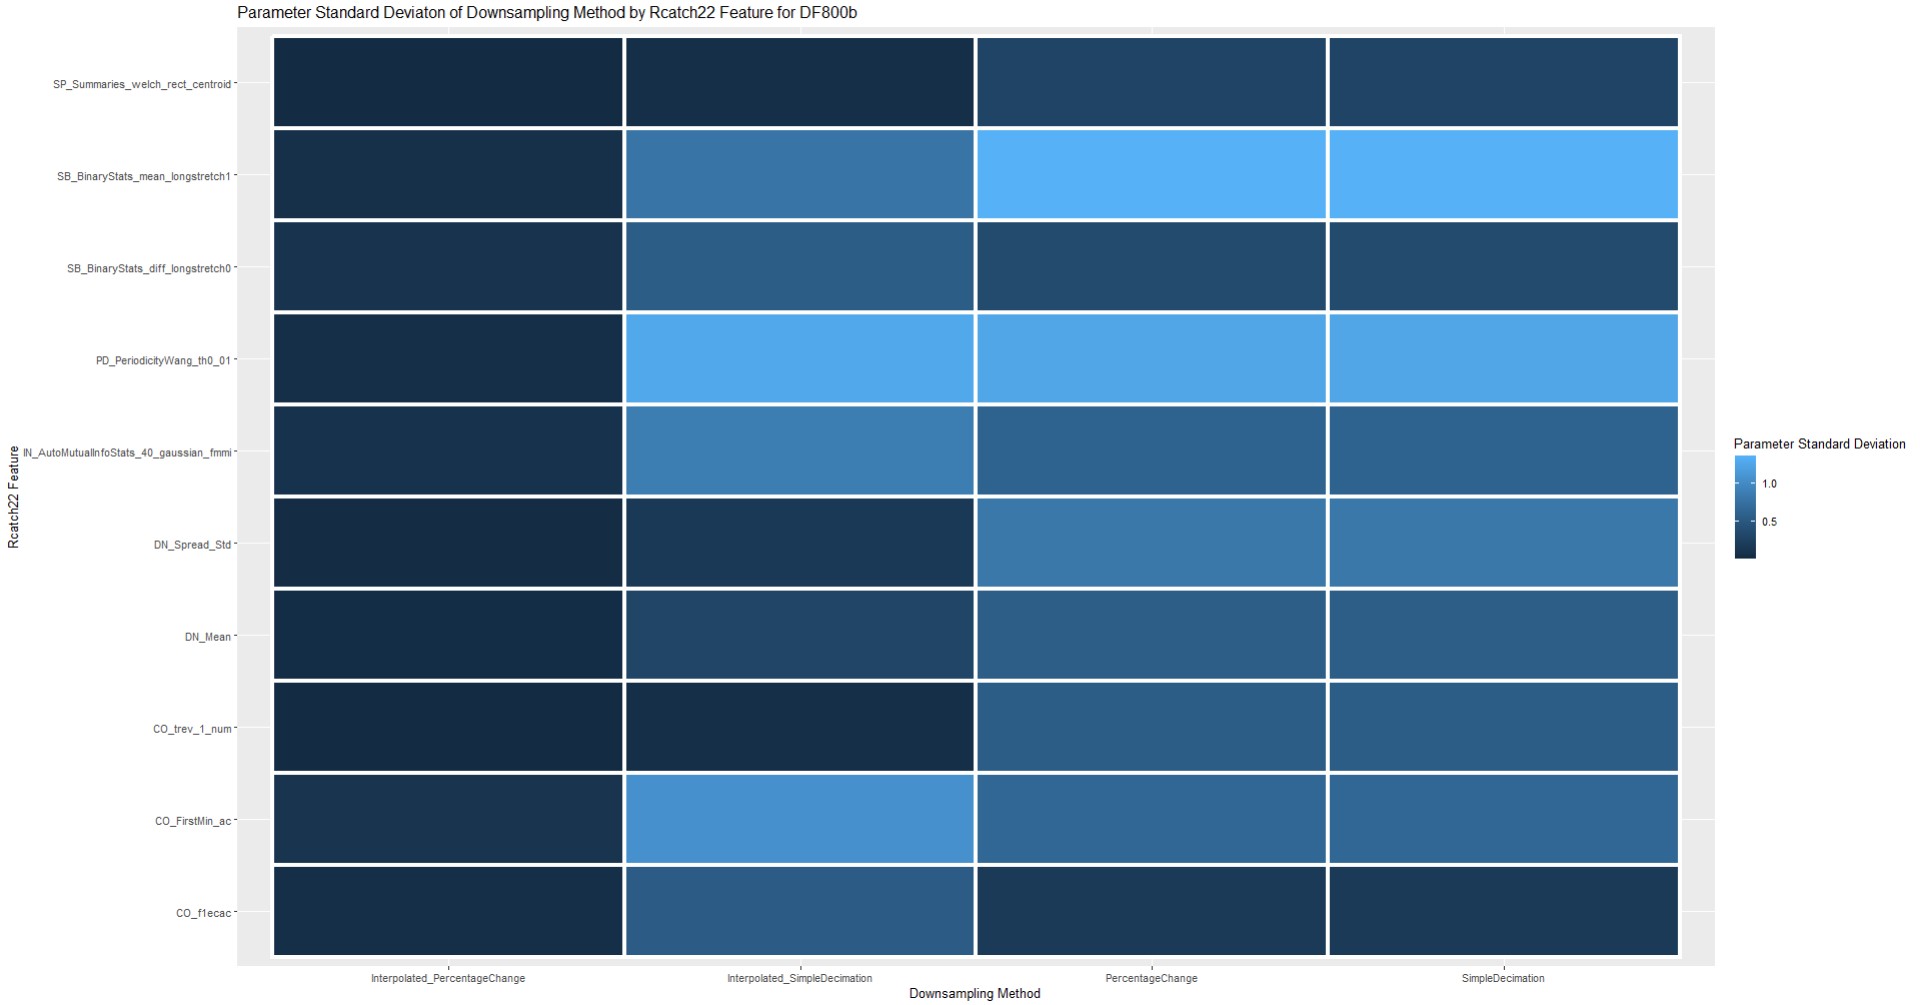 Parameter Standard Deviaton of Downsampling Method by Rcatch22 Feature for DF800b
SP_Summaries_welch_rect_centroid
SB_BinaryStats_mean_longstretch1
SB_BinaryStats_diff_longstretch0
PD_PeriodicityWang_th0_01
IN_AutoMutualInfoStats_40_gaussian_fmmi
DN_Spread_Std
DN_Mean
CO_trev_1_num
CO_FirstMin_ac
CO_f1ecac
Rcatch22 Feature
Interpolated_PercentageChange
Interpolated_SimpleDecimation
PercentageChange
SimpleDecimation
Downsampling Method
Parameter Standard Deviation
1.0
0.5